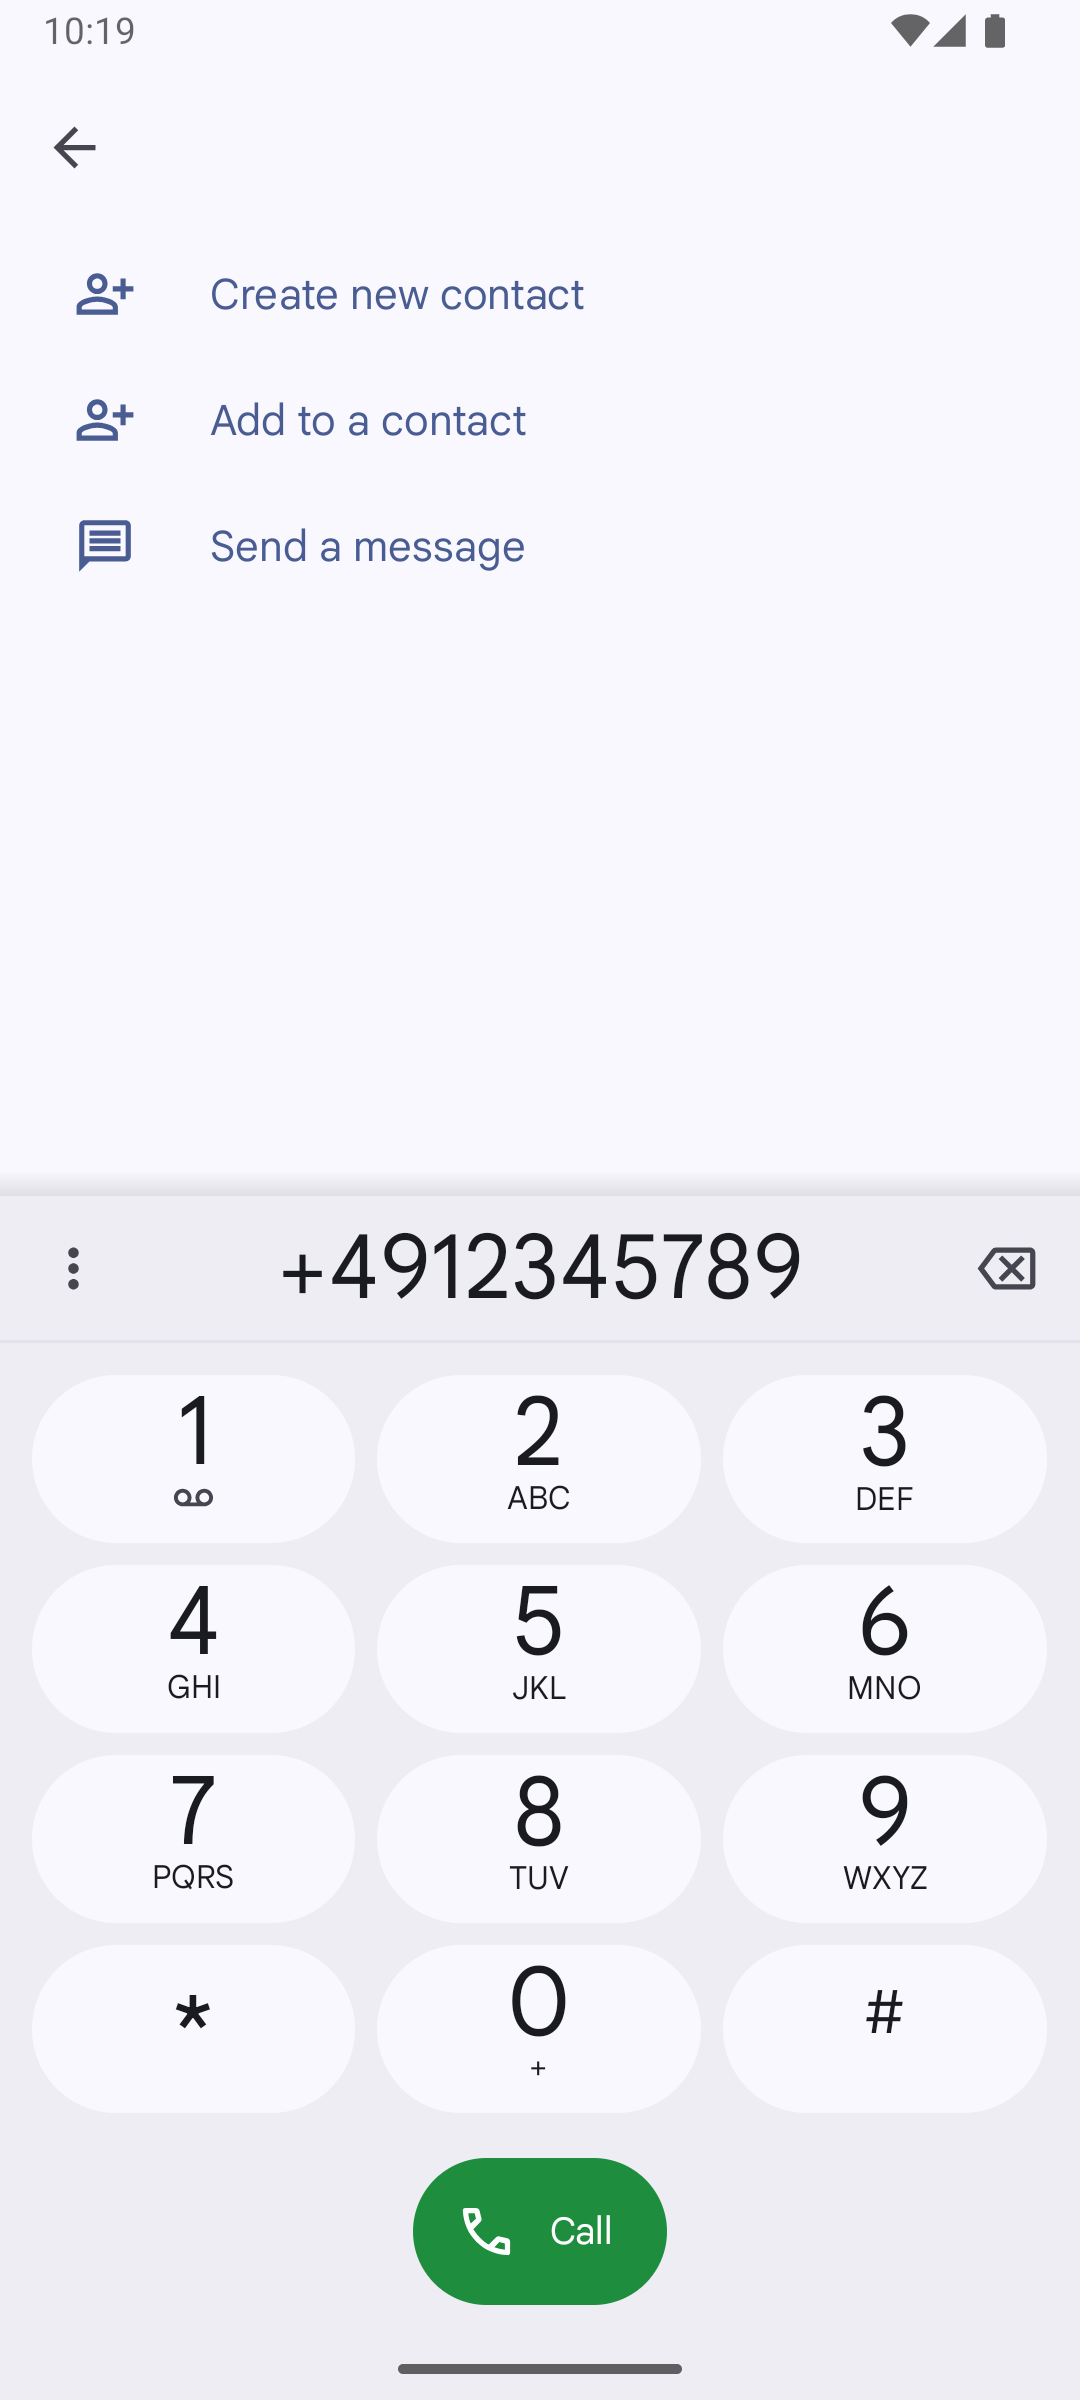 10:19
Create new contact
Add to a contact
Send a message
+4912345789
1 2 3
ABC DEF
4 5 6
GHI JKL MNO
7 8 9
PQRS TUV WXYZ
* 0 #
+
Call